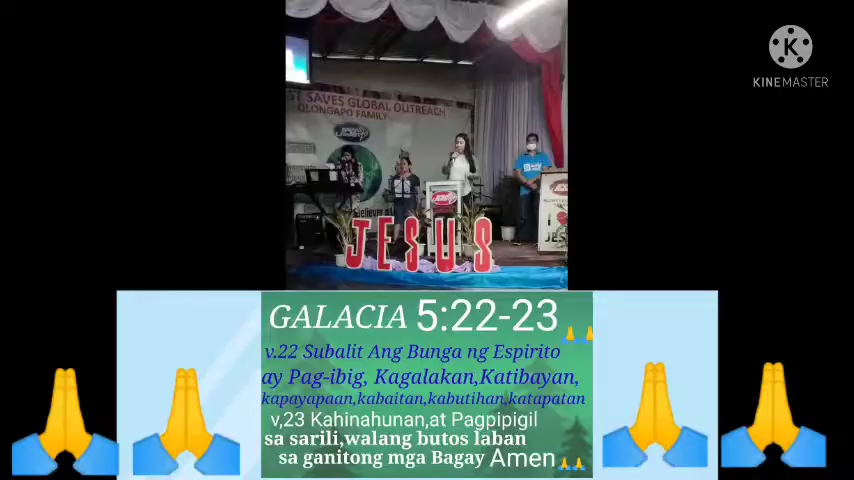 KINEMASTER
ST SAVES GLOBAL OUTREACH
OLONGAPO FAMILY
JESUS
GALACIA 5:22-23
v.22 Subalit Ang Bunga ng Espirito
ay Pag-ibig, Kagalakan,Katibayan,
kapayapaan,kabaitan,kabutihan,katapatan
v,23 Kahinahunan,at Pagpipigil
sa sarili,walang butos laban
sa ganitong mga Bagay Amen